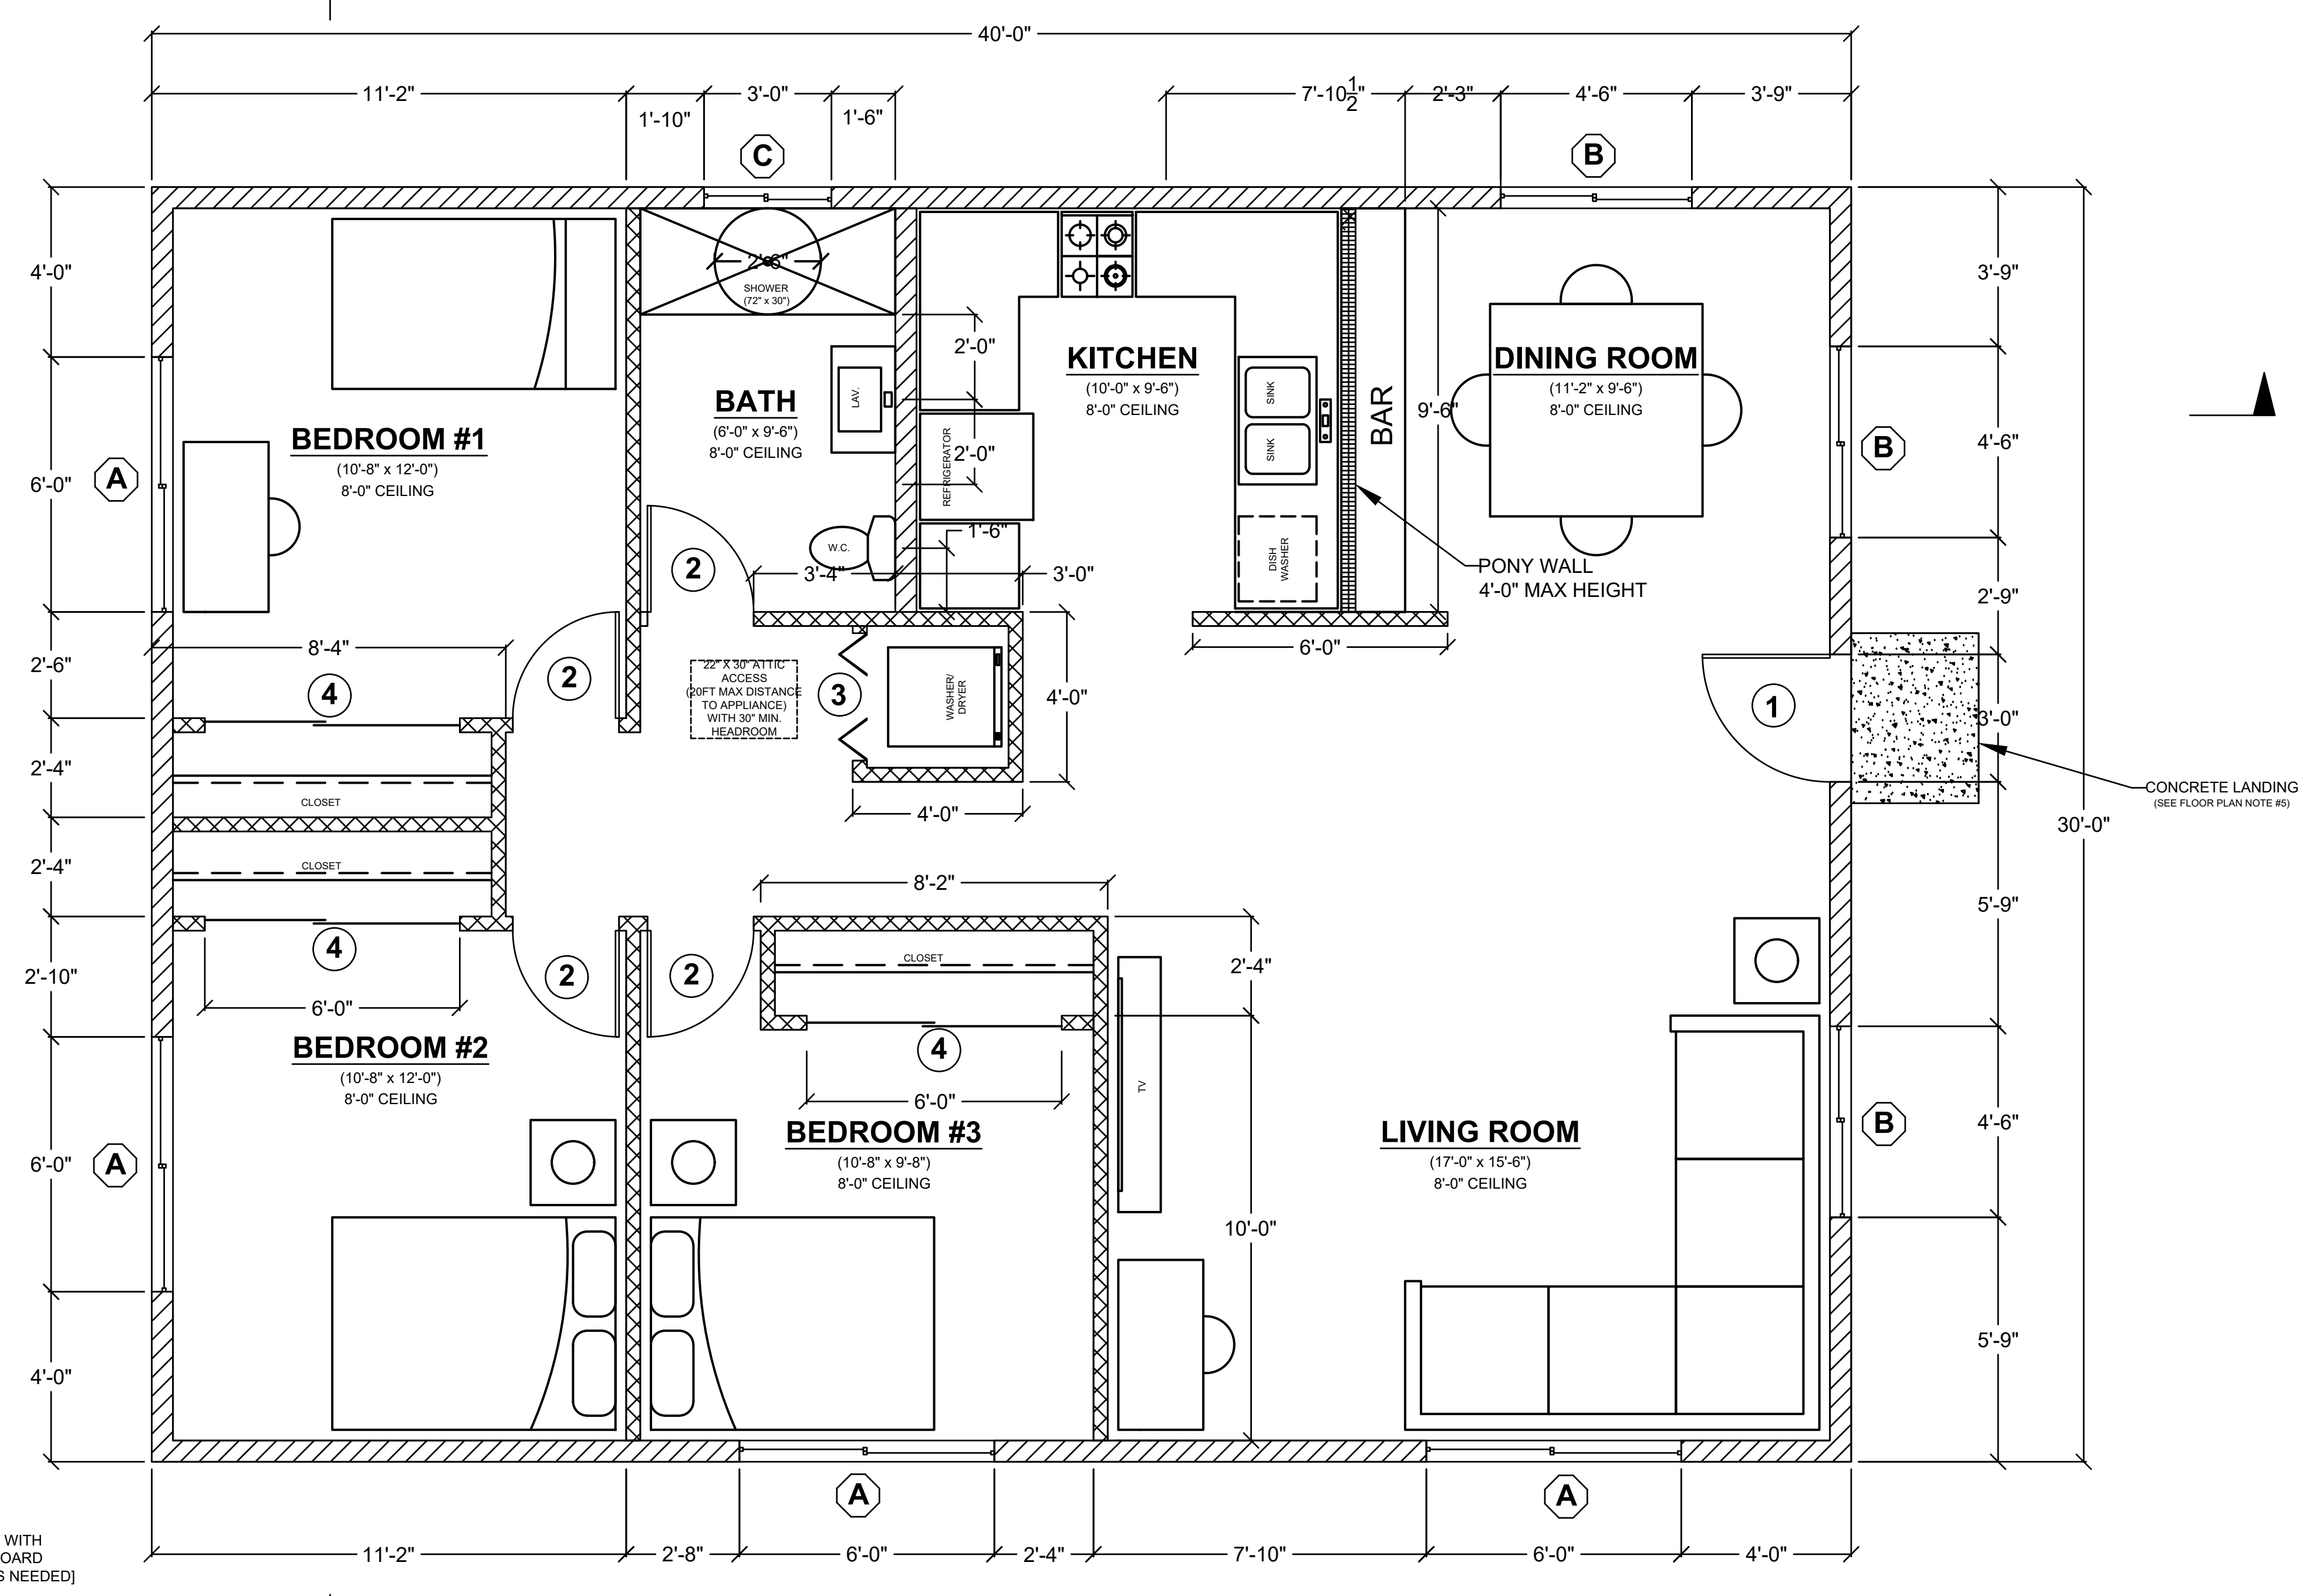 40'-0"
11'-2"
1'-10"
3'-0"
1'-6"
7'-10 1/2"
2'-3"
4'-6"
3'-9"
C
B
4'-0"
6'-0"
2'-6"
2'-4"
2'-4"
2'-10"
6'-0"
4'-0"
A
A
BEDROOM #1
(10'-8" x 12'-0")
8'-0" CEILING
2'-6"
SHOWER
(72" x 30")
BATH
(6'-0" x 9'-6")
8'-0" CEILING
LAV.
W.C.
2'-0"
2'-0"
1'-6"
3'-4"
3'-0"
REFRIGERATOR
KITCHEN
(10'-0" x 9'-6")
8'-0" CEILING
SINK
SINK
DISH
WASHER
BAR
9'-6"
DINING ROOM
(11'-2" x 9'-6")
8'-0" CEILING
PONY WALL
4'-0" MAX HEIGHT
6'-0"
3'-9"
4'-6"
2'-9"
3'-0"
5'-9"
4'-6"
5'-9"
30'-0"
B
B
1
CONCRETE LANDING
(SEE FLOOR PLAN NOTE #5)
8'-4"
4
2
2
22" X 30" ATTIC
ACCESS
(20FT MAX DISTANCE
TO APPLIANCE)
WITH 30" MIN.
HEADROOM
3
WASHER/
DRYER
4'-0"
4'-0"
CLOSET
CLOSET
4
6'-0"
2
2
8'-2"
CLOSET
4
6'-0"
2'-4"
10'-0"
BEDROOM #2
(10'-8" x 12'-0")
8'-0" CEILING
BEDROOM #3
(10'-8" x 9'-8")
8'-0" CEILING
TV
LIVING ROOM
(17'-0" x 15'-6")
8'-0" CEILING
A
A
11'-2"
2'-8"
6'-0"
2'-4"
7'-10"
6'-0"
4'-0"
WITH
OARD
S NEEDED]